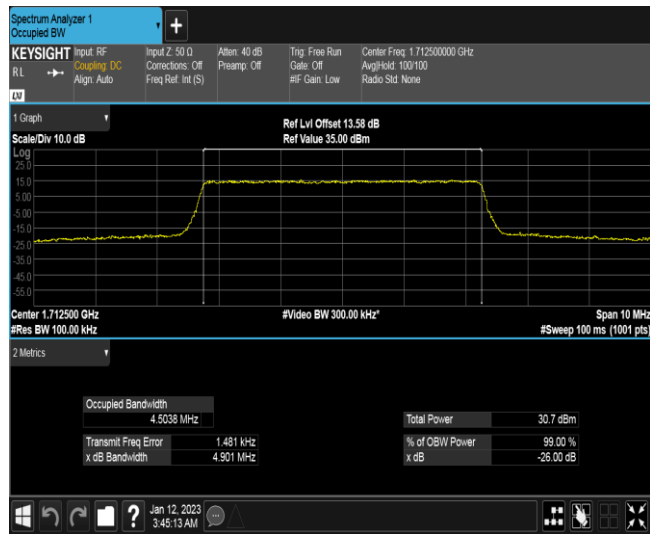 Spectrum Analyzer 1
Occupied BW
+
KEYSIGHT
RL
LXI
Input: RF
Coupling: DC
Align: Auto
Input Z: 50 Ω
Corrections: Off
Freq Ref: Int (S)
Atten: 40 dB
Preamp: Off
Trig: Free Run
Gate: Off
#IF Gain: Low
Center Freq: 1.712500000 GHz
Avg|Hold: 100/100
Radio Std: None
1 Graph
Scale/Div 10.0 dB
Ref Lvl Offset 13.58 dB
Ref Value 35.00 dBm
Log
25.0
15.0
5.00
-5.00
-15.0
-25.0
-35.0
-45.0
-55.0
Center 1.712500 GHz
#Res BW 100.00 kHz
#Video BW 300.00 kHz*
Span 10 MHz
#Sweep 100 ms (1001 pts)
2 Metrics
Occupied Bandwidth
4.5038 MHz
Transmit Freq Error 1.481 kHz
x dB Bandwidth 4.901 MHz
Total Power 30.7 dBm
% of OBW Power 99.00 %
x dB -26.00 dB
?
Jan 12, 2023
3:45:13 AM